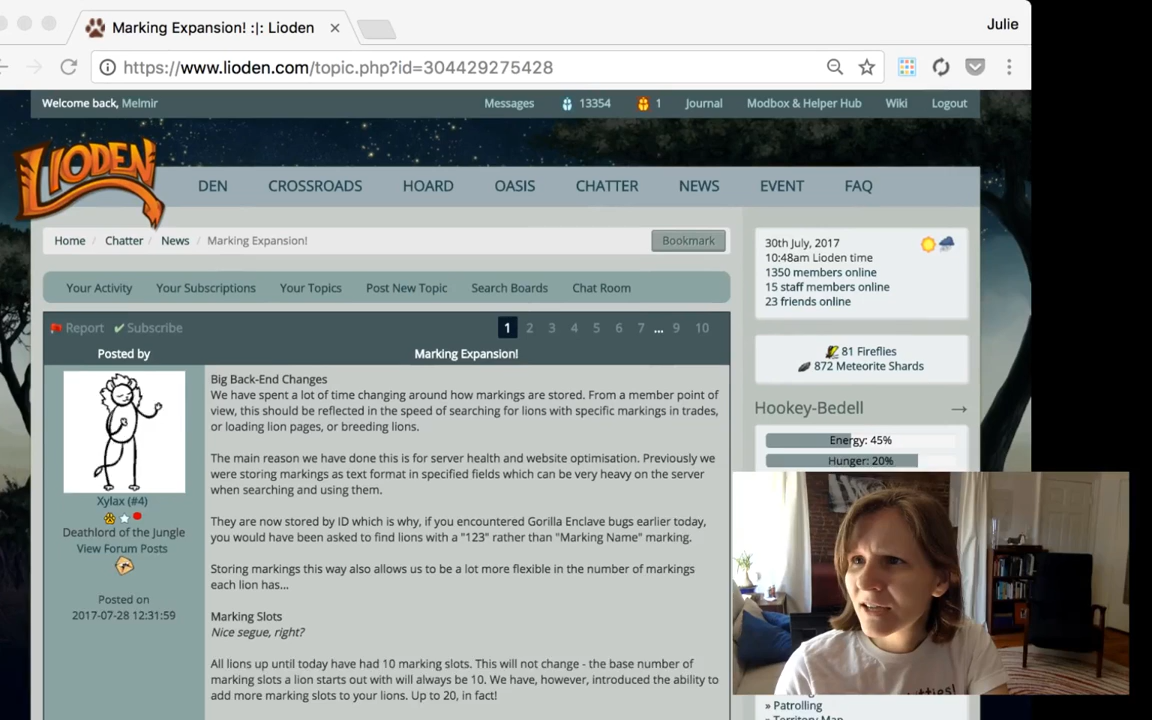 Marking Expansion! :|: Lioden
Julie
https://www.lioden.com/topic.php?id=304429275428
Welcome back, Melmir
Messages 13354 1 Journal Modbox & Helper Hub Wiki Logout
LIODEN
DEN CROSSROADS HOARD OASIS CHATTER NEWS EVENT FAQ
Home / Chatter / News / Marking Expansion!
Bookmark
Your Activity Your Subscriptions Your Topics Post New Topic Search Boards Chat Room
Report Subscribe
1 2 3 4 5 6 7 ... 9 10
Posted by
Marking Expansion!
Xylax (#4)
Deathlord of the Jungle
View Forum Posts
Posted on
2017-07-28 12:31:59
Big Back-End Changes
We have spent a lot of time changing around how markings are stored. From a member point of
view, this should be reflected in the speed of searching for lions with specific markings in trades,
or loading lion pages, or breeding lions.
The main reason we have done this is for server health and website optimisation. Previously we
were storing markings as text format in specified fields which can be very heavy on the server
when searching and using them.
They are now stored by ID which is why, if you encountered Gorilla Enclave bugs earlier today,
you would have been asked to find lions with a "123" rather than "Marking Name" marking.
Storing markings this way also allows us to be a lot more flexible in the number of markings
each lion has...
Marking Slots
Nice segue, right?
All lions up until today have had 10 marking slots. This will not change - the base number of
marking slots a lion starts out with will always be 10. We have, however, introduced the ability to
add more marking slots to your lions. Up to 20, in fact!
30th July, 2017
10:48am Lioden time
1350 members online
15 staff members online
23 friends online
81 Fireflies
872 Meteorite Shards
Hookey-Bedell →
Energy: 45%
Hunger: 20%
» Patrolling
» Territory Map